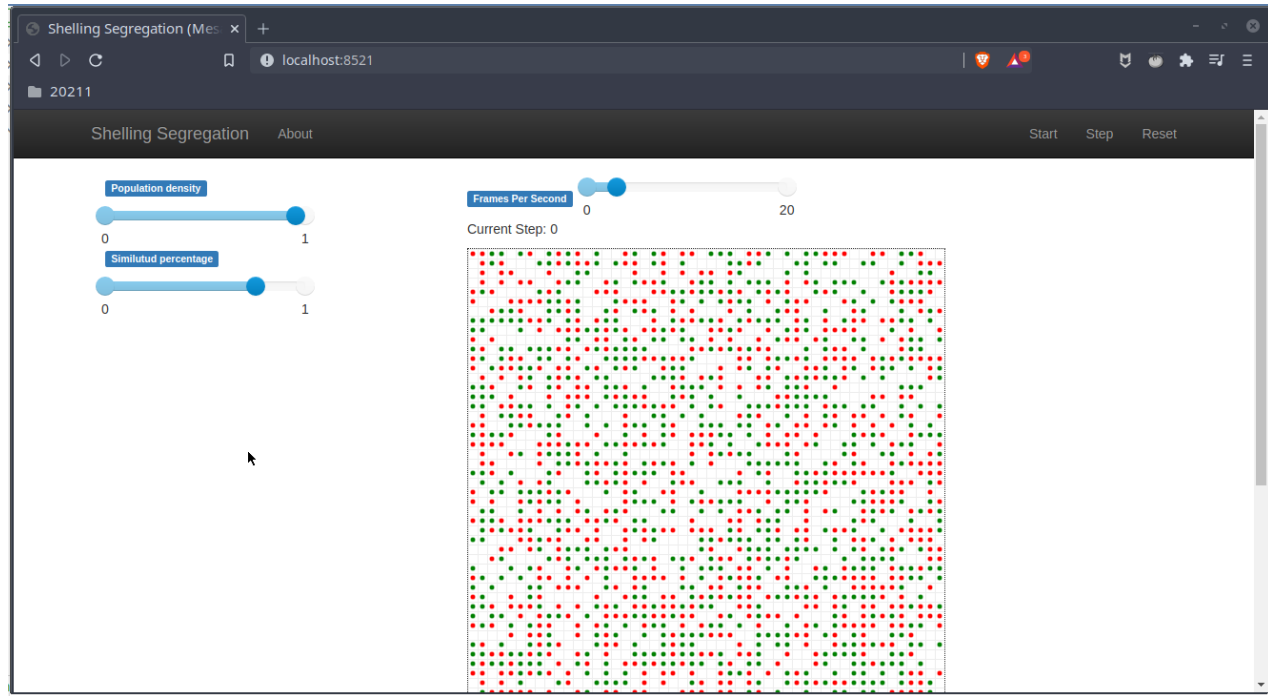 Shelling Segregation (Mes
localhost:8521
20211
Shelling Segregation About Start Step Reset
Population density
0 1
Similutud percentage
0 1
Frames Per Second
0 20
Current Step: 0